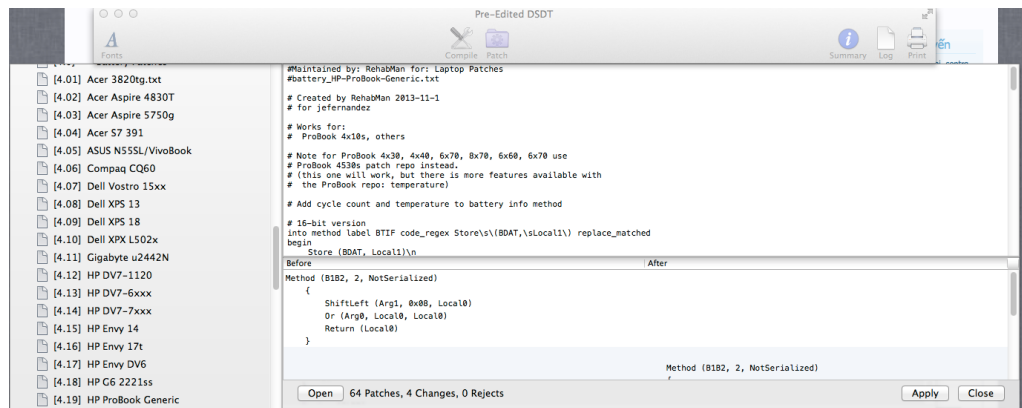 Pre-Edited DSDT
Fonts
Compile
Patch
Summary
Log
Print
[4.01] Acer 3820tg.txt
[4.02] Acer Aspire 4830T
[4.03] Acer Aspire 5750g
[4.04] Acer S7 391
[4.05] ASUS N55SL/VivoBook
[4.06] Compaq CQ60
[4.07] Dell Vostro 15xx
[4.08] Dell XPS 13
[4.09] Dell XPS 18
[4.10] Dell XPX L502x
[4.11] Gigabyte u2442N
[4.12] HP DV7-1120
[4.13] HP DV7-6xxx
[4.14] HP DV7-7xxx
[4.15] HP Envy 14
[4.16] HP Envy 17t
[4.17] HP Envy DV6
[4.18] HP G6 2221ss
[4.19] HP ProBook Generic
#Maintained by: RehabMan for: Laptop Patches
#battery_HP-ProBook-Generic.txt
# Created by RehabMan 2013-11-1
# for jefernandez
# Works for:
# ProBook 4x10s, others
# Note for ProBook 4x30, 4x40, 6x70, 8x70, 6x60, 6x70 use
# ProBook 4530s patch repo instead.
# (this one will work, but there is more features available with
# the ProBook repo: temperature)
# Add cycle count and temperature to battery info method
# 16-bit version
into method label BTIF code_regex Store\s\(BDAT,\sLocal1\) replace_matched
begin
Store (BDAT, Local1)\n
Before
After
Method (B1B2, 2, NotSerialized)
{
ShiftLeft (Arg1, 0x08, Local0)
Or (Arg0, Local0, Local0)
Return (Local0)
}
Method (B1B2, 2, NotSerialized)
Open
64 Patches, 4 Changes, 0 Rejects
Apply
Close